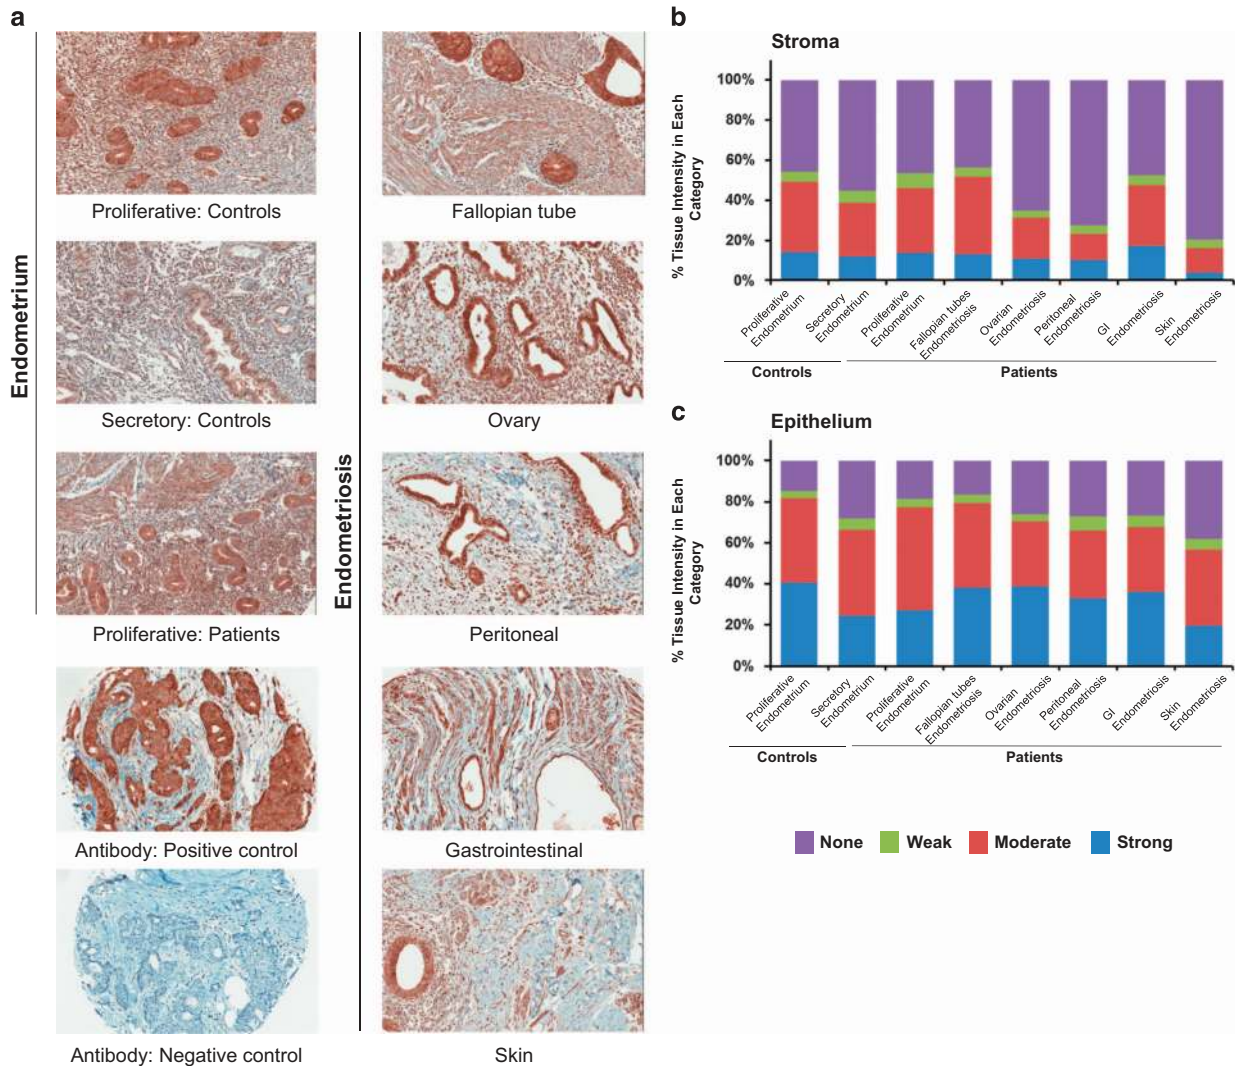 a
Endometrium
Proliferative: Controls
Secretory: Controls
Proliferative: Patients
Antibody: Positive control
Antibody: Negative control
Endometriosis
Fallopian tube
Ovary
Peritoneal
Gastrointestinal
Skin
b
Stroma
% Tissue Intensity in Each
Category
100%
80%
60%
40%
20%
0%
Proliferative
Endometrium
Secretory
Endometrium
Proliferative
Endometrium
Fallopian tubes
Endometriosis
Ovarian
Endometriosis
Peritoneal
Endometriosis
GI
Endometriosis
Skin
Endometriosis
Controls
Patients
c
Epithelium
% Tissue Intensity in Each
Category
100%
80%
60%
40%
20%
0%
Proliferative
Endometrium
Secretory
Endometrium
Proliferative
Endometrium
Fallopian tubes
Endometriosis
Ovarian
Endometriosis
Peritoneal
Endometriosis
GI
Endometriosis
Skin
Endometriosis
Controls
Patients
None Weak Moderate Strong